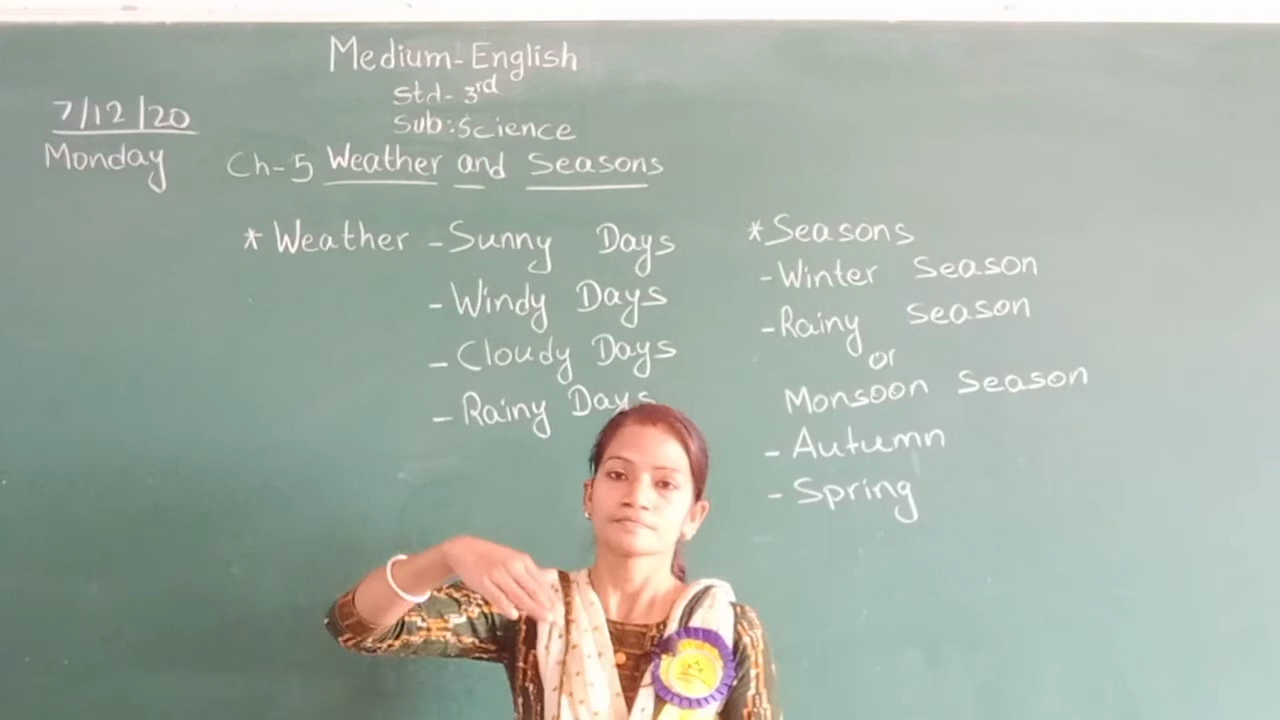 Medium-English
Std- 3rd
Sub:Science
7/12/20
Monday
Ch-5 Weather and Seasons
* Weather - Sunny Days
- Windy Days
- Cloudy Days
- Rainy Days
* Seasons
- Winter Season
- Rainy Season
or
Monsoon Season
- Autumn
- Spring